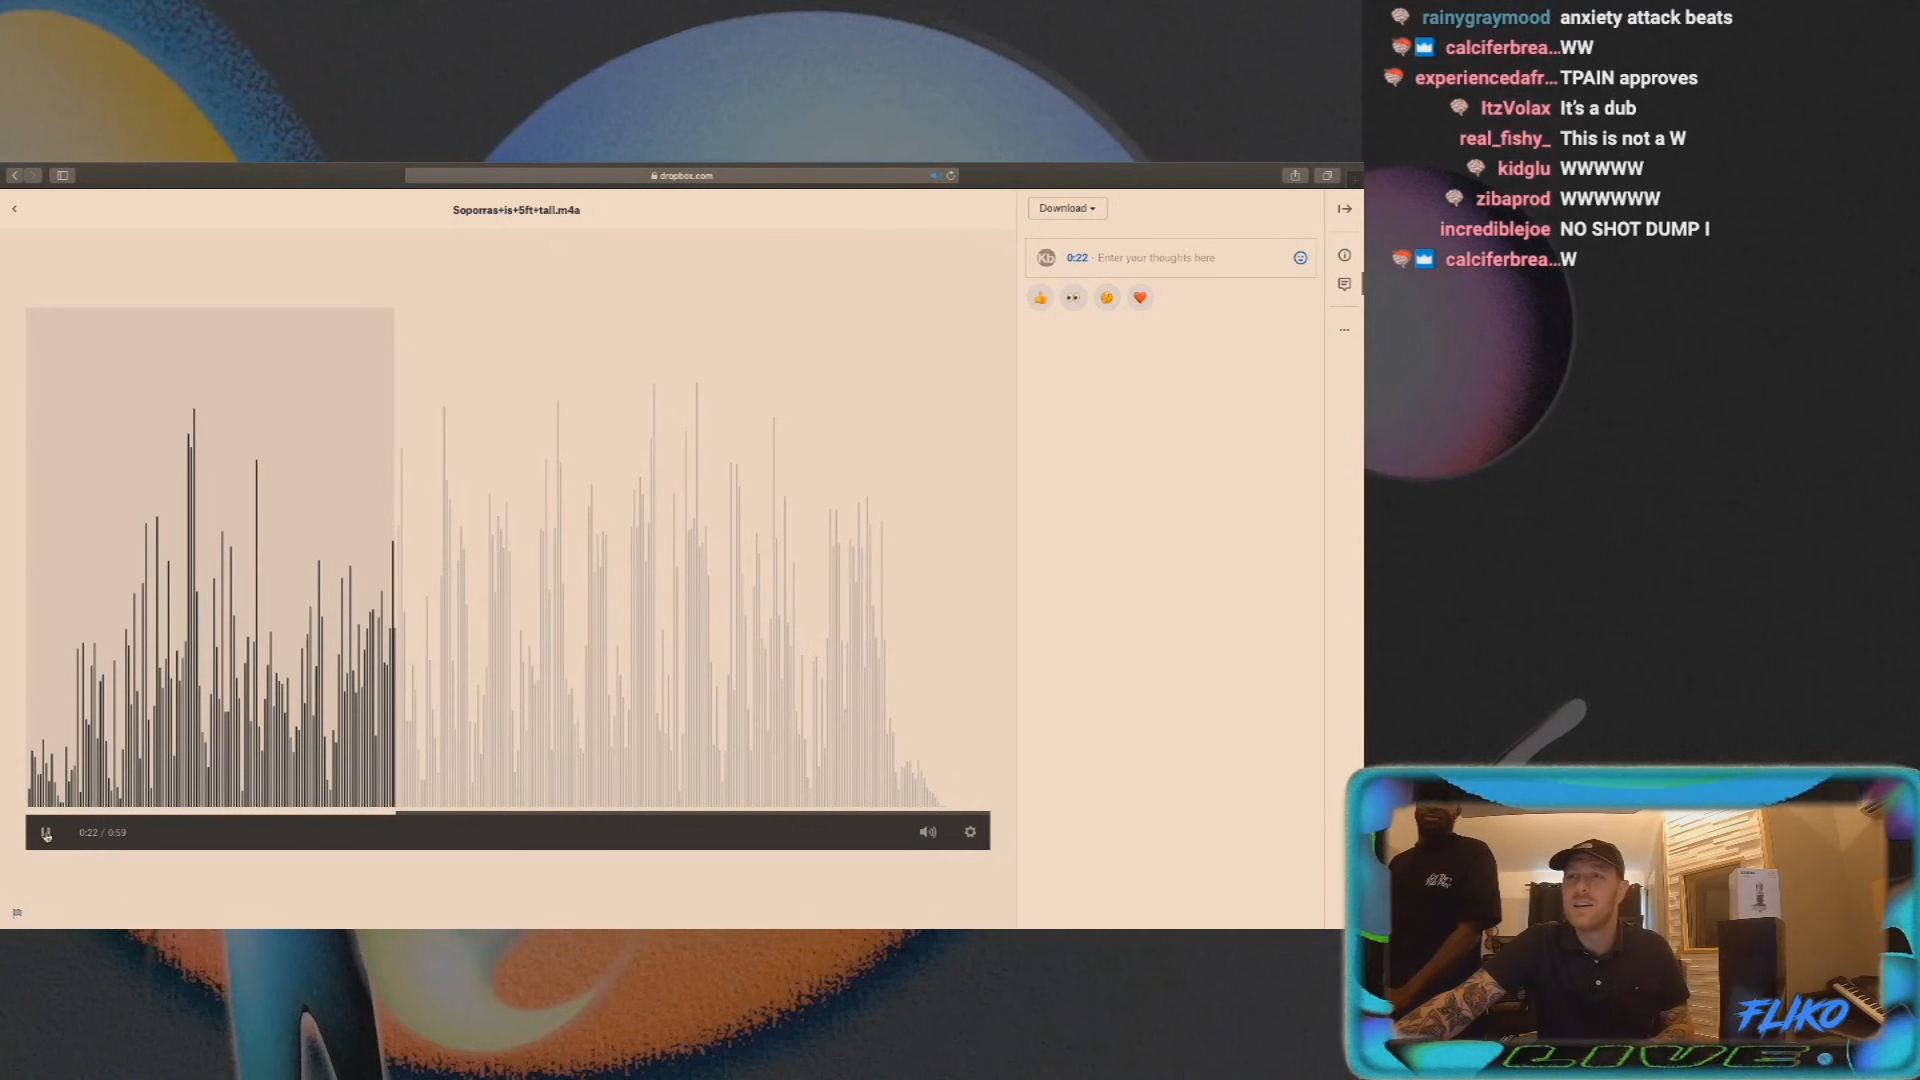 rainygraymood anxiety attack beats
calciferbrea...WW
experiencedafr...TPAIN approves
ItzVolax It's a dub
real_fishy_ This is not a W
kidglu WWWWW
zibaprod WWWWWW
incrediblejoe NO SHOT DUMP I
calciferbrea...W
dropbox.com
Soporras+is+5ft+tall.m4a
Download
Kb 0:22 - Enter your thoughts here
0:22 / 0:59
FLIKO
LIVE